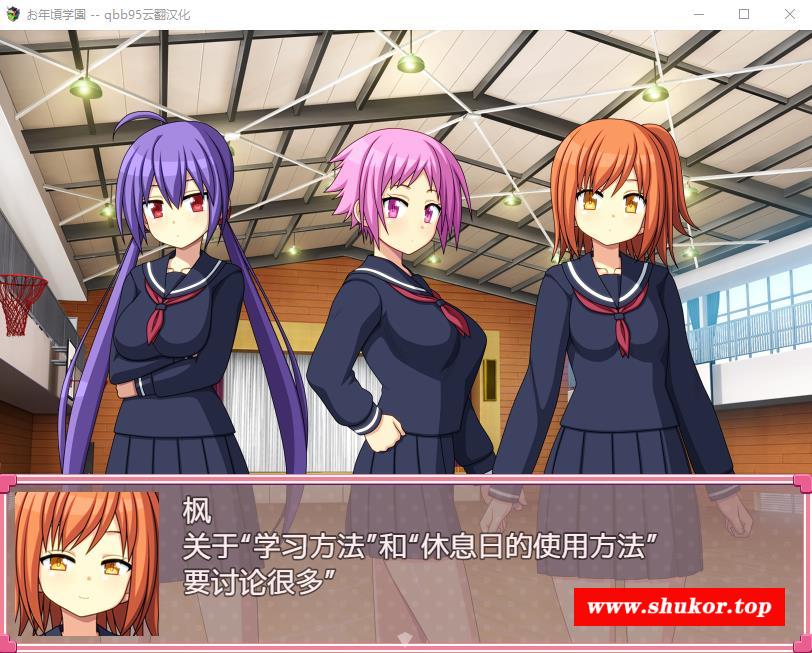 お年頃学園 -- qbb95云翻汉化
枫
关于“学习方法”和“休息日的使用方法”
要讨论很多”
www.shukor.top